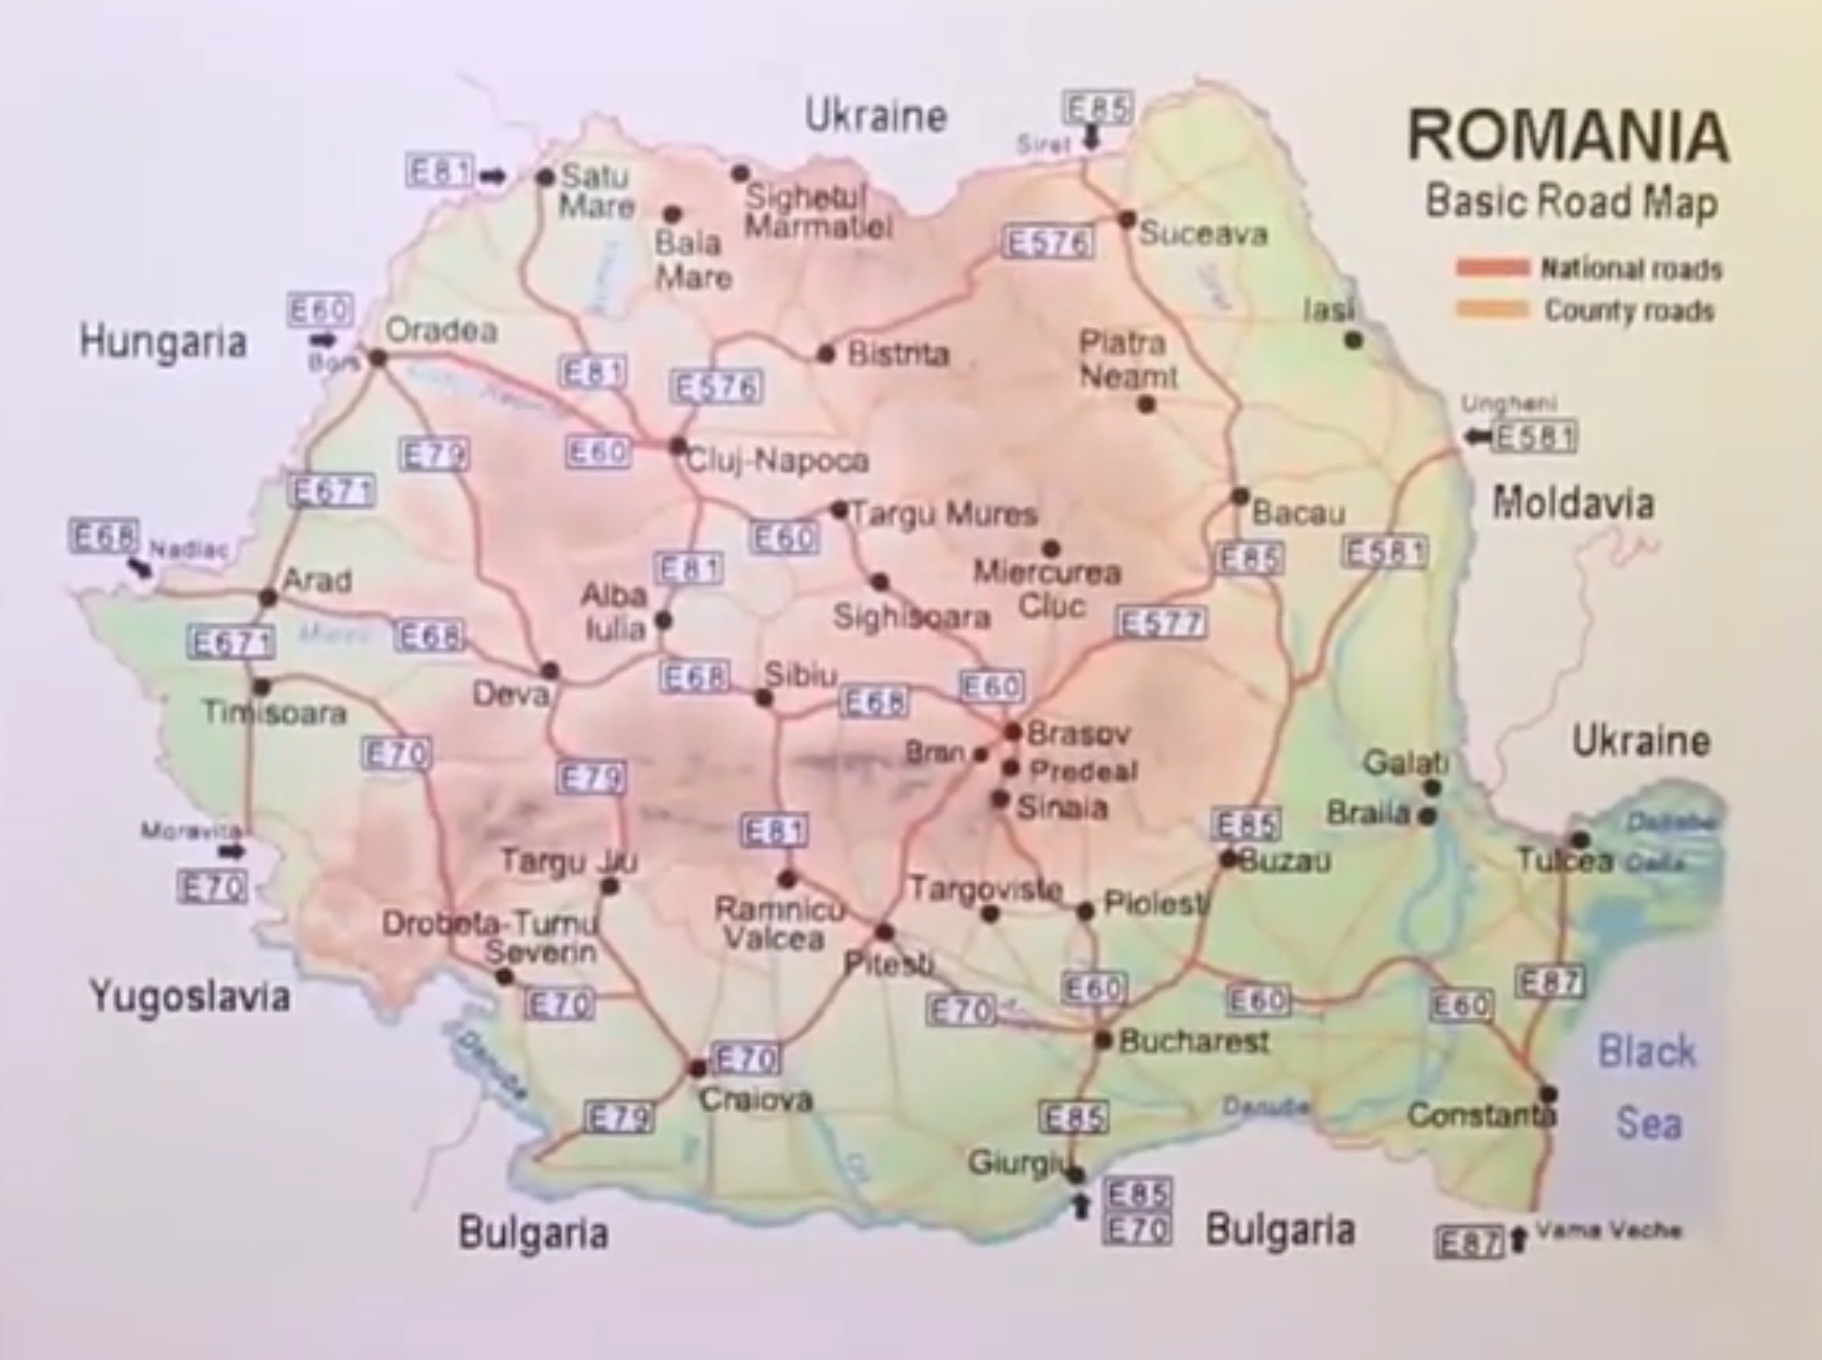 Ukraine
E85
Siret
ROMANIA
Basic Road Map
National roads
County roads
E81
Satu
Mare
Sighetul
Marmatiei
Baia
Mare
E576
Suceava
Siret
Iasi
E60
Bors
Oradea
Hungaria
E81
E576
Bistrita
Piatra
Neamt
Ungheni
E581
Moldavia
E79
E60
Cluj-Napoca
E671
Targu Mures
Bacau
E68
Nadlac
E60
E85
E581
Arad
E81
Miercurea
Ciuc
Alba
Iulia
Sighisoara
E577
E671
Mures
E68
Deva
E68
Sibiu
E68
E60
Timisoara
Brasov
Bran
Predeal
Sinaia
E70
E79
Galati
Braila
Ukraine
Moravita
E70
E81
E85
Buzau
Tulcea
Targu Jiu
Ramnicu
Valcea
Targoviste
Ploiesti
Drobeta-Turnu
Severin
Pitesti
Yugoslavia
E70
E70
E60
E60
E60
E87
Danube
Bucharest
Black
Sea
E70
Craiova
E79
E85
Danube
Constanta
Olt
Giurgiu
E85
E70
Bulgaria
Bulgaria
E87
Vama Veche